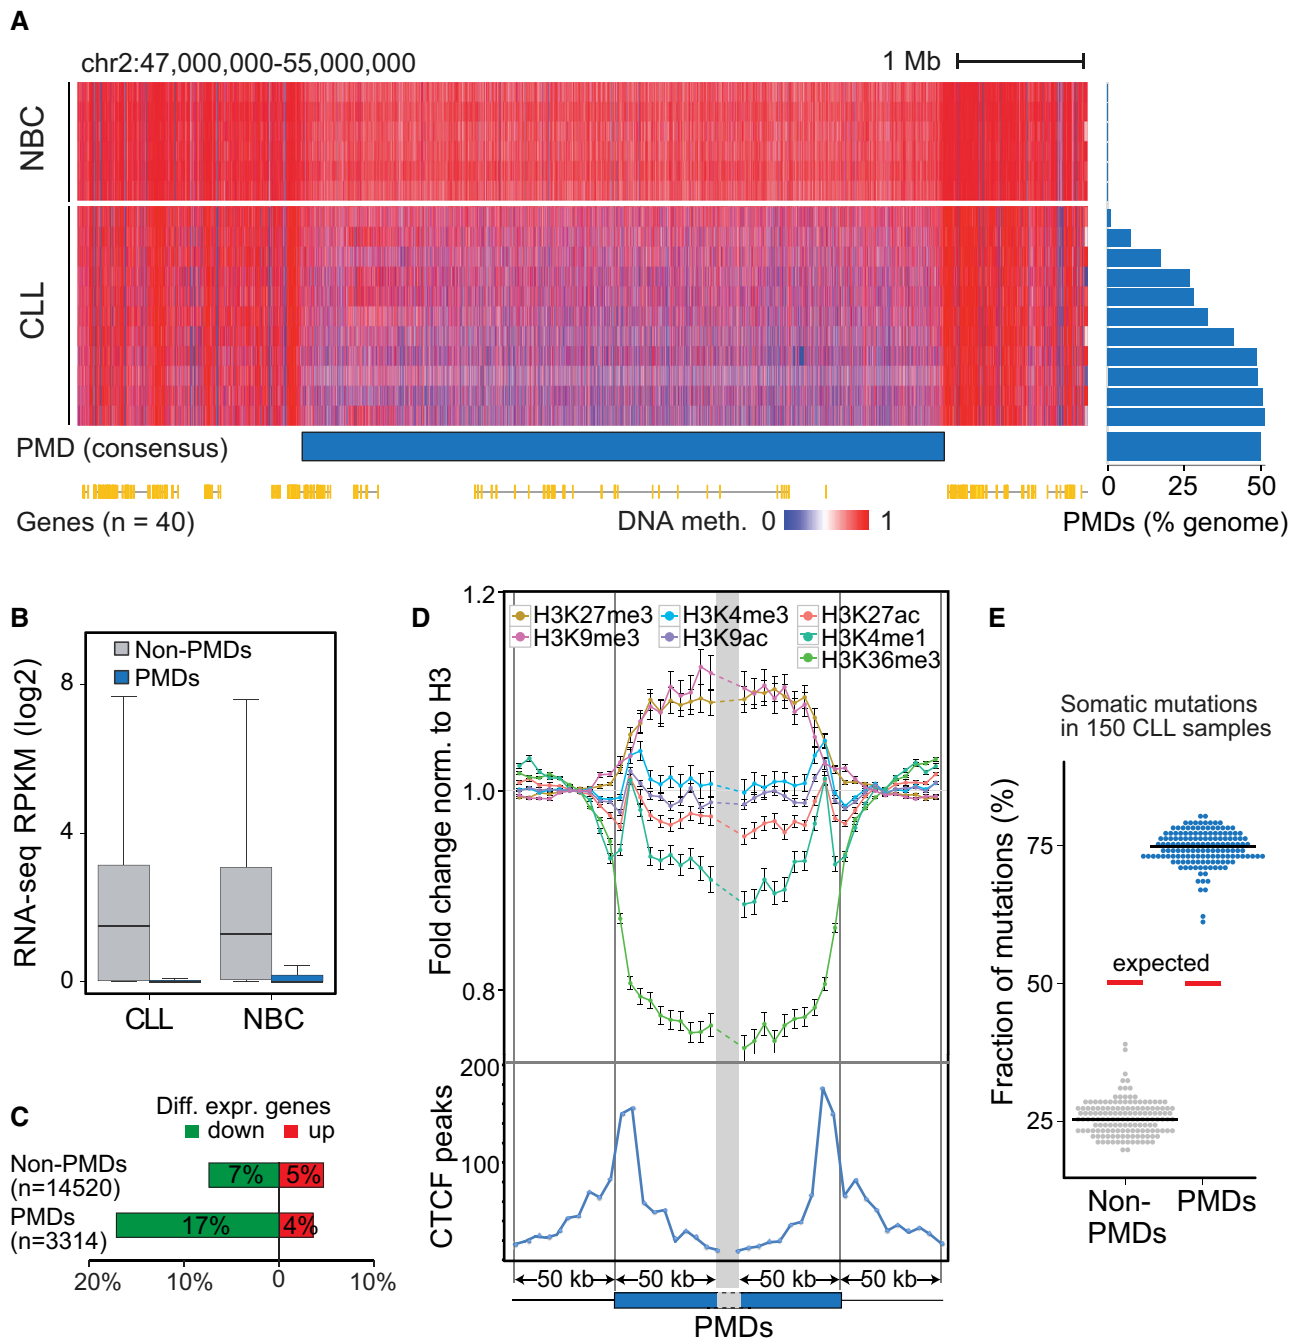 A
chr2:47,000,000-55,000,000
1 Mb
NBC
CLL
PMD (consensus)
Genes (n = 40)
DNA meth. 0 1
0 25 50
PMDs (% genome)
B
Non-PMDs
PMDs
RNA-seq RPKM (log2)
8
4
0
CLL NBC
C
Diff. expr. genes
down up
Non-PMDs
(n=14520)
7% 5%
PMDs
(n=3314)
17% 4%
20% 10% 0 10%
D
Fold change norm. to H3
1.2
1.0
0.8
H3K27me3 H3K4me3 H3K27ac
H3K9me3 H3K9ac H3K4me1
H3K36me3
CTCF peaks
200
100
50 kb 50 kb 50 kb 50 kb
PMDs
E
Somatic mutations
in 150 CLL samples
Fraction of mutations (%)
75
50
25
expected
Non-
PMDs
PMDs